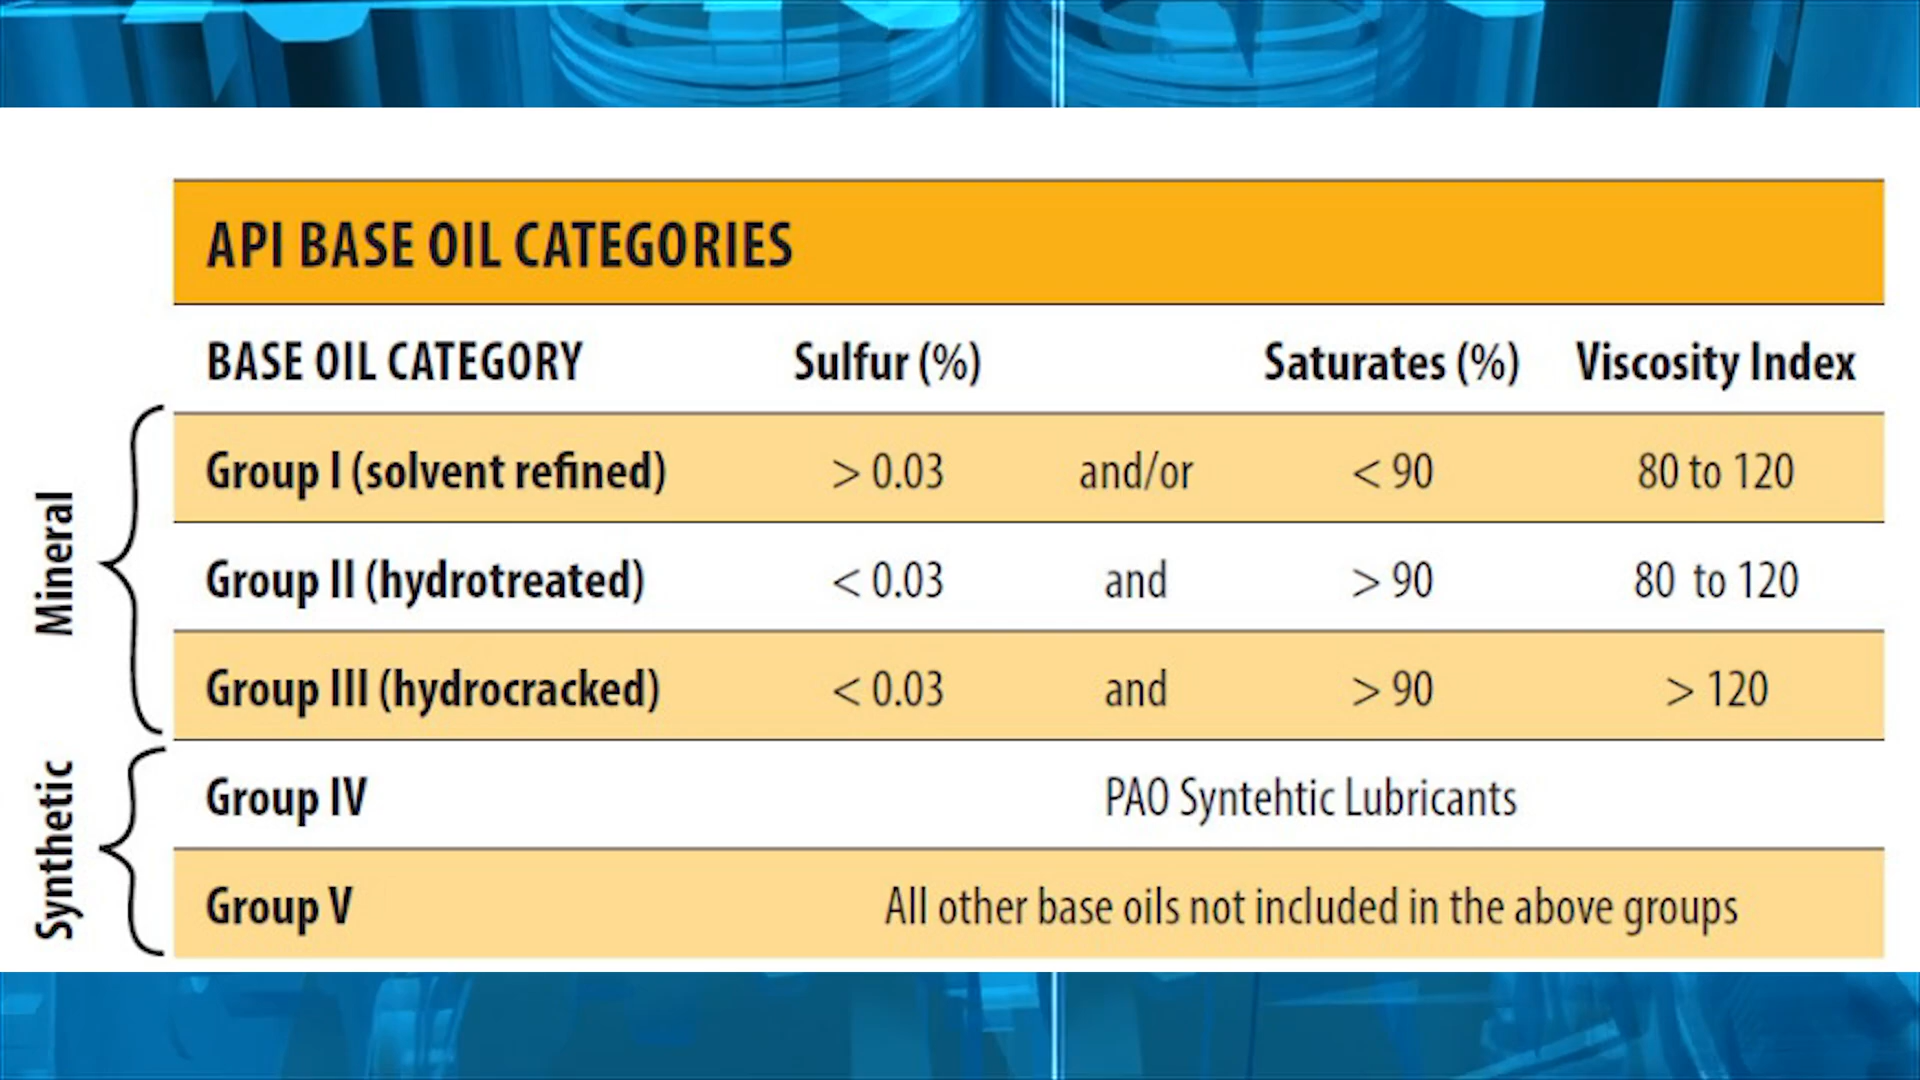 API BASE OIL CATEGORIES
BASE OIL CATEGORY Sulfur (%) Saturates (%) Viscosity Index
Mineral
Group I (solvent refined) > 0.03 and/or < 90 80 to 120
Group II (hydrotreated) < 0.03 and > 90 80 to 120
Group III (hydrocracked) < 0.03 and > 90 > 120
Synthetic
Group IV PAO Syntehtic Lubricants
Group V All other base oils not included in the above groups